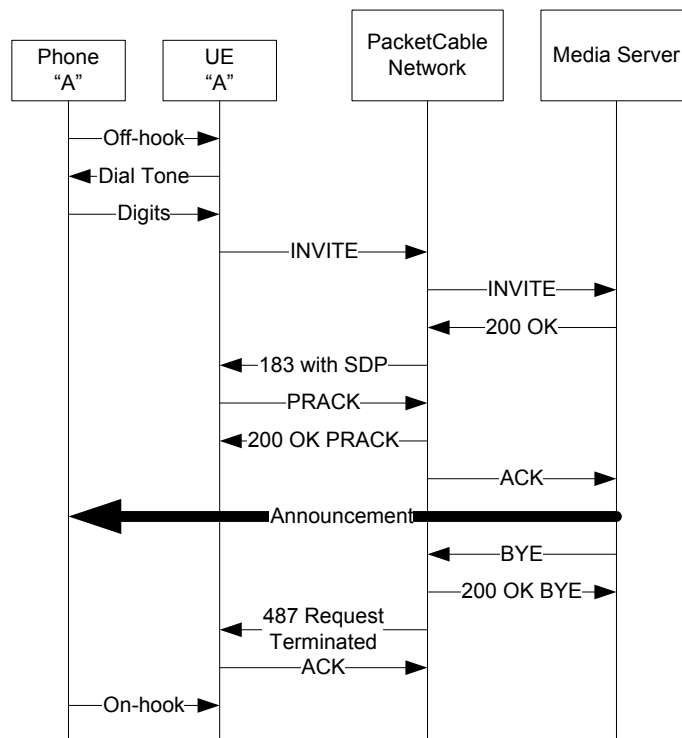 Phone
“A”
UE
“A”
PacketCable
Network
Media Server
Off-hook
Dial Tone
Digits
INVITE
INVITE
200 OK
183 with SDP
PRACK
200 OK PRACK
ACK
Announcement
BYE
200 OK BYE
487 Request
Terminated
ACK
On-hook